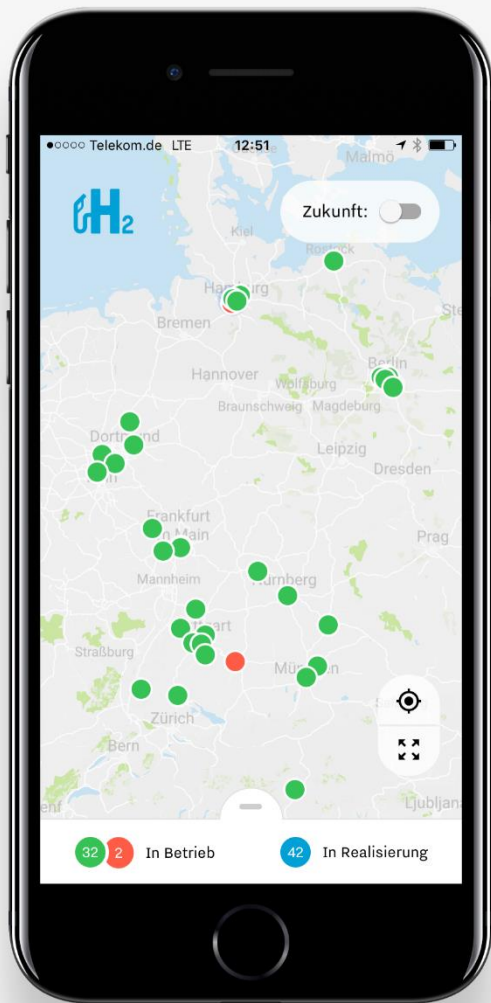 ●○○○○ Telekom.de LTE 12:51
Malmö
H2
Zukunft:
Kiel
Rostock
Hamburg
Bremen
Berlin
Hannover
Wolfsburg
Braunschweig Magdeburg
Dortmund
Leipzig
Dresden
Frankfurt
am Main
Prag
Mannheim
Nürnberg
Stuttgart
Straßburg
München
Zürich
Bern
Ljubljana
32 2 In Betrieb
42 In Realisierung